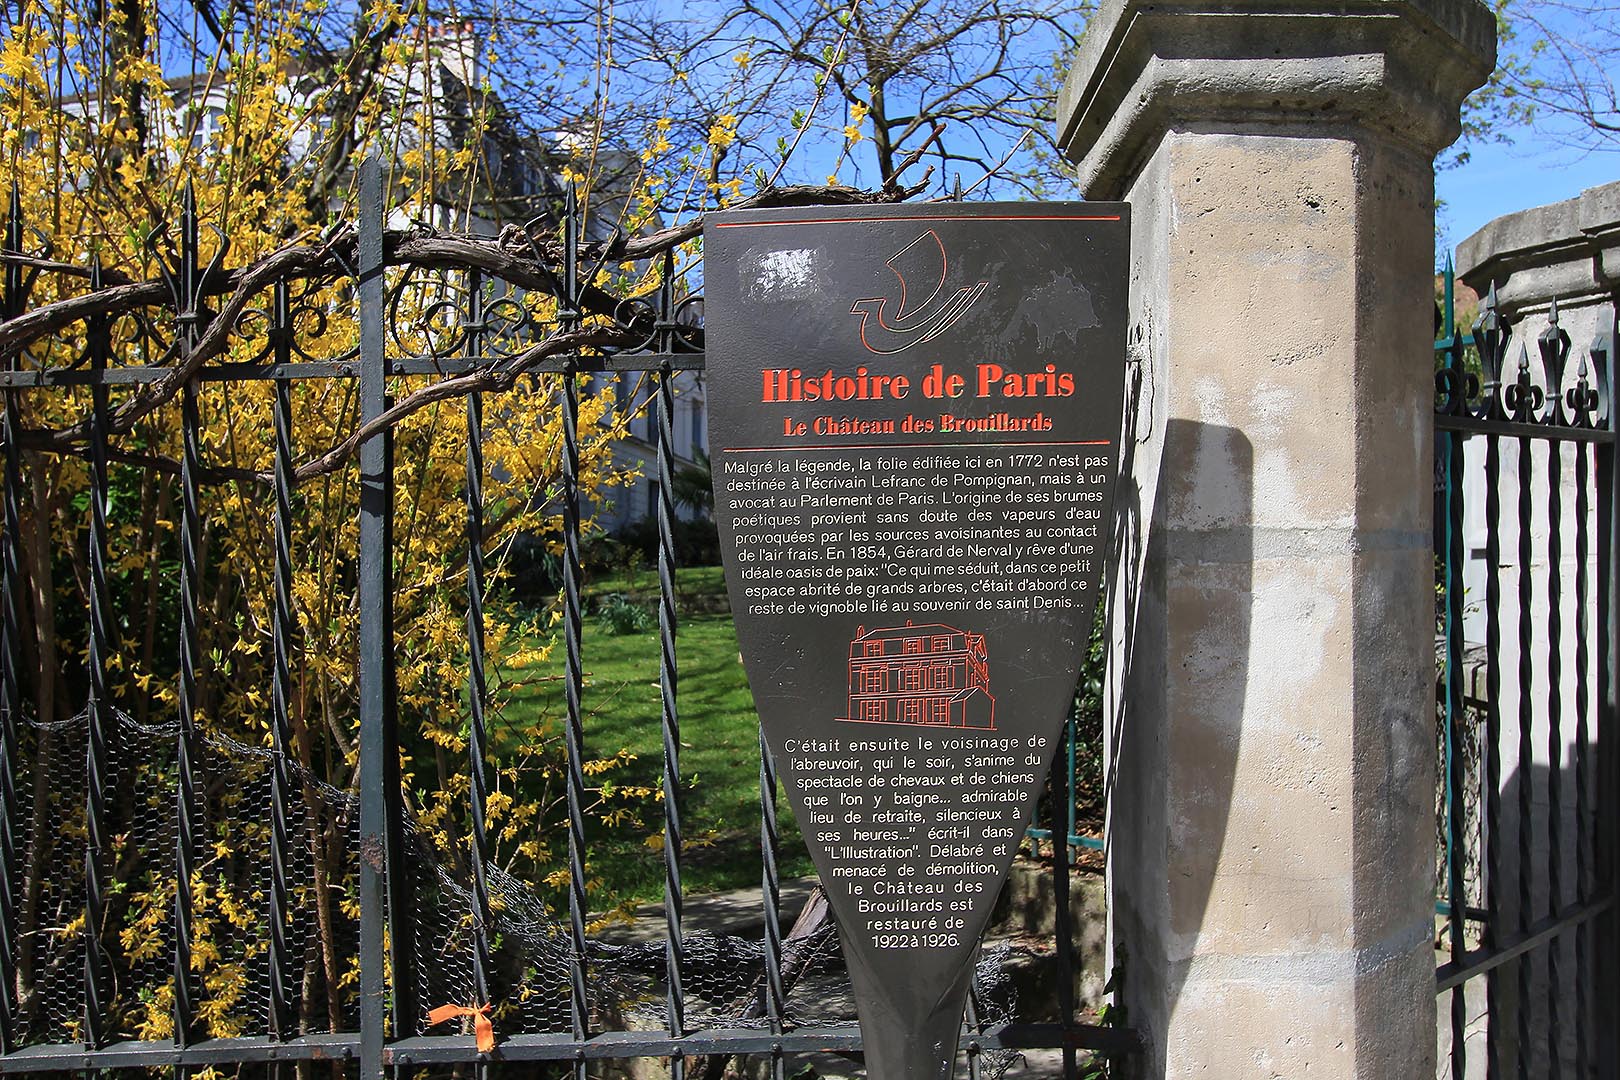 Histoire de Paris
Le Château des Brouillards
Malgré la légende, la folie édifiée ici en 1772 n'est pas
destinée à l'écrivain Lefranc de Pompignan, mais à un
avocat au Parlement de Paris. L'origine de ses brumes
poétiques provient sans doute des vapeurs d'eau
provoquées par les sources avoisinantes au contact
de l'air frais. En 1854, Gérard de Nerval y rêve d'une
idéale oasis de paix: "Ce qui me séduit, dans ce petit
espace abrité de grands arbres, c'était d'abord ce
reste de vignoble lié au souvenir de saint Denis...
C'était ensuite le voisinage de
l'abreuvoir, qui le soir, s'anime du
spectacle de chevaux et de chiens
que l'on y baigne... admirable
lieu de retraite, silencieux à
ses heures..." écrit-il dans
"L'Illustration". Délabré et
menacé de démolition,
le Château des
Brouillards est
restauré de
1922 à 1926.